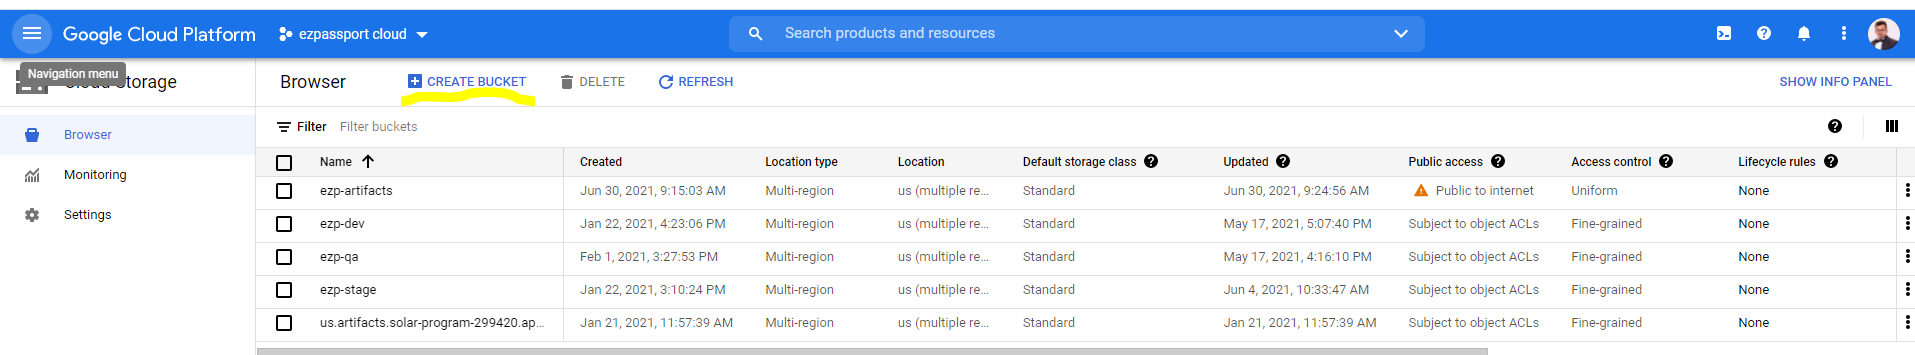 Google Cloud Platform ezpassport cloud Search products and resources
Navigation menu
Cloud Storage Browser CREATE BUCKET DELETE REFRESH SHOW INFO PANEL
Browser
Monitoring
Settings
Filter Filter buckets
Name Created Location type Location Default storage class Updated Public access Access control Lifecycle rules
ezp-artifacts Jun 30, 2021, 9:15:03 AM Multi-region us (multiple re... Standard Jun 30, 2021, 9:24:56 AM Public to internet Uniform None
ezp-dev Jan 22, 2021, 4:23:06 PM Multi-region us (multiple re... Standard May 17, 2021, 5:07:40 PM Subject to object ACLs Fine-grained None
ezp-qa Feb 1, 2021, 3:27:53 PM Multi-region us (multiple re... Standard May 17, 2021, 4:16:10 PM Subject to object ACLs Fine-grained None
ezp-stage Jan 22, 2021, 3:10:24 PM Multi-region us (multiple re... Standard Jun 4, 2021, 10:33:47 AM Subject to object ACLs Fine-grained None
us.artifacts.solar-program-299420.ap... Jan 21, 2021, 11:57:39 AM Multi-region us (multiple re... Standard Jan 21, 2021, 11:57:39 AM Subject to object ACLs Fine-grained None